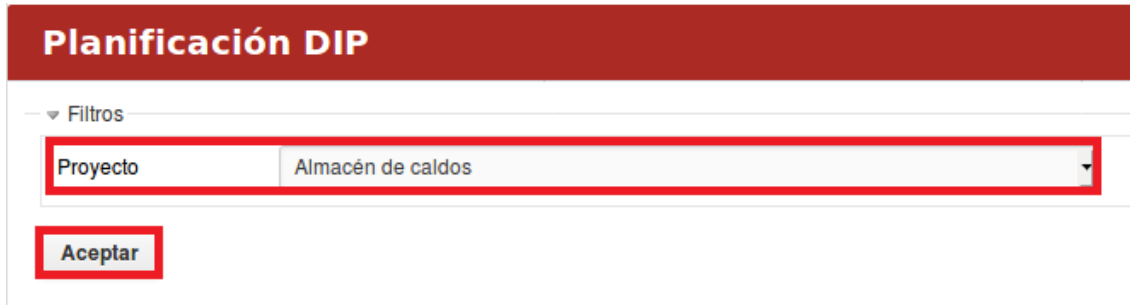 Planificación DIP
Filtros
Proyecto Almacén de caldos
Aceptar